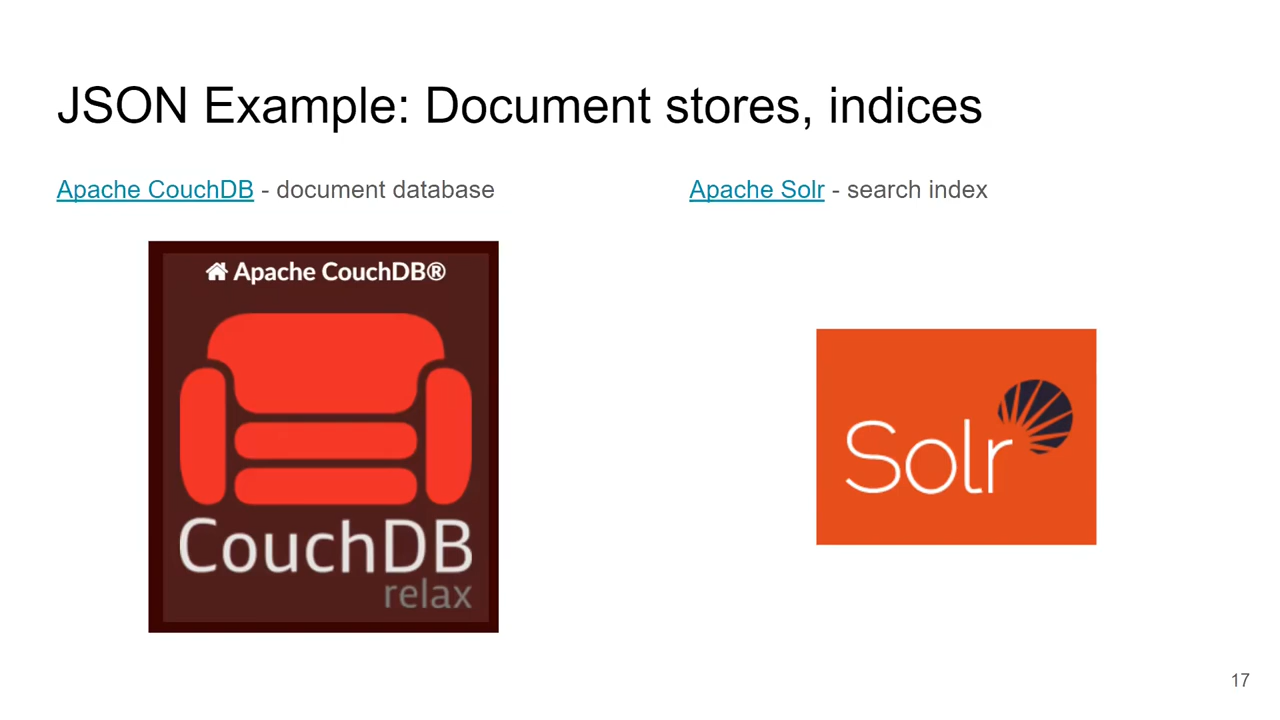 JSON Example: Document stores, indices
Apache CouchDB - document database
Apache Solr - search index
Apache CouchDB®
CouchDB
relax
Solr
17